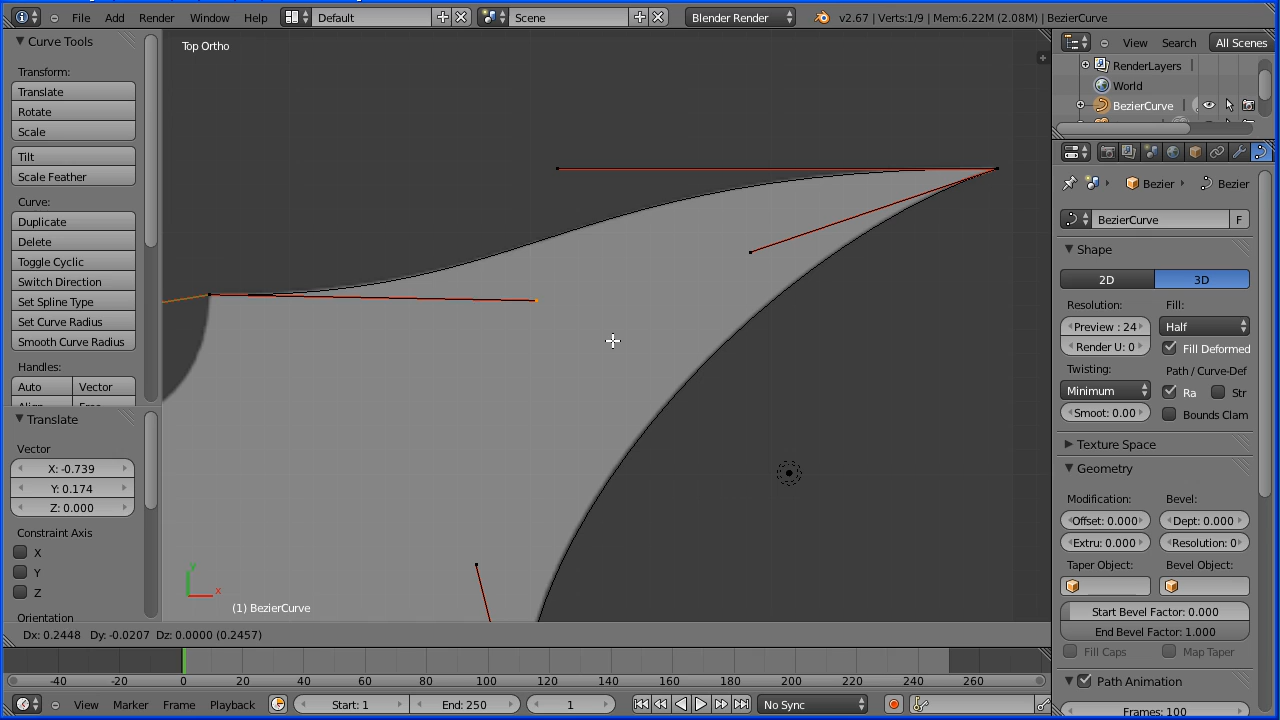 File Add Render Window Help Default Scene Blender Render v2.67 | Verts:1/9 | Mem:6.22M (2.08M) | BezierCurve
Curve Tools
Transform:
Translate
Rotate
Scale
Tilt
Scale Feather
Curve:
Duplicate
Delete
Toggle Cyclic
Switch Direction
Set Spline Type
Set Curve Radius
Smooth Curve Radius
Handles:
Auto Vector
Translate
Vector
X: -0.739
Y: 0.174
Z: 0.000
Constraint Axis
X
Y
Z
Orientation
Top Ortho
y
x
(1) BezierCurve
Dx: 0.2448 Dy: -0.0207 Dz: 0.0000 (0.2457)
-40 -20 0 20 40 60 80 100 120 140 160 180 200 220 240 260
View Marker Frame Playback Start: 1 End: 250 1 No Sync
View Search All Scenes
RenderLayers |
World
BezierCurve |
Bezier Bezier
BezierCurve F
Shape
2D 3D
Resolution: Fill:
Preview : 24 Half
Render U: 0 Fill Deformed
Twisting: Path / Curve-Def
Minimum Ra Str
Smoot: 0.00 Bounds Clam
Texture Space
Geometry
Modification: Bevel:
Offset: 0.000 Dept: 0.000
Extru: 0.000 Resolution: 0
Taper Object: Bevel Object:
Start Bevel Factor: 0.000
End Bevel Factor: 1.000
Fill Caps Map Taper
Path Animation
Frames: 100